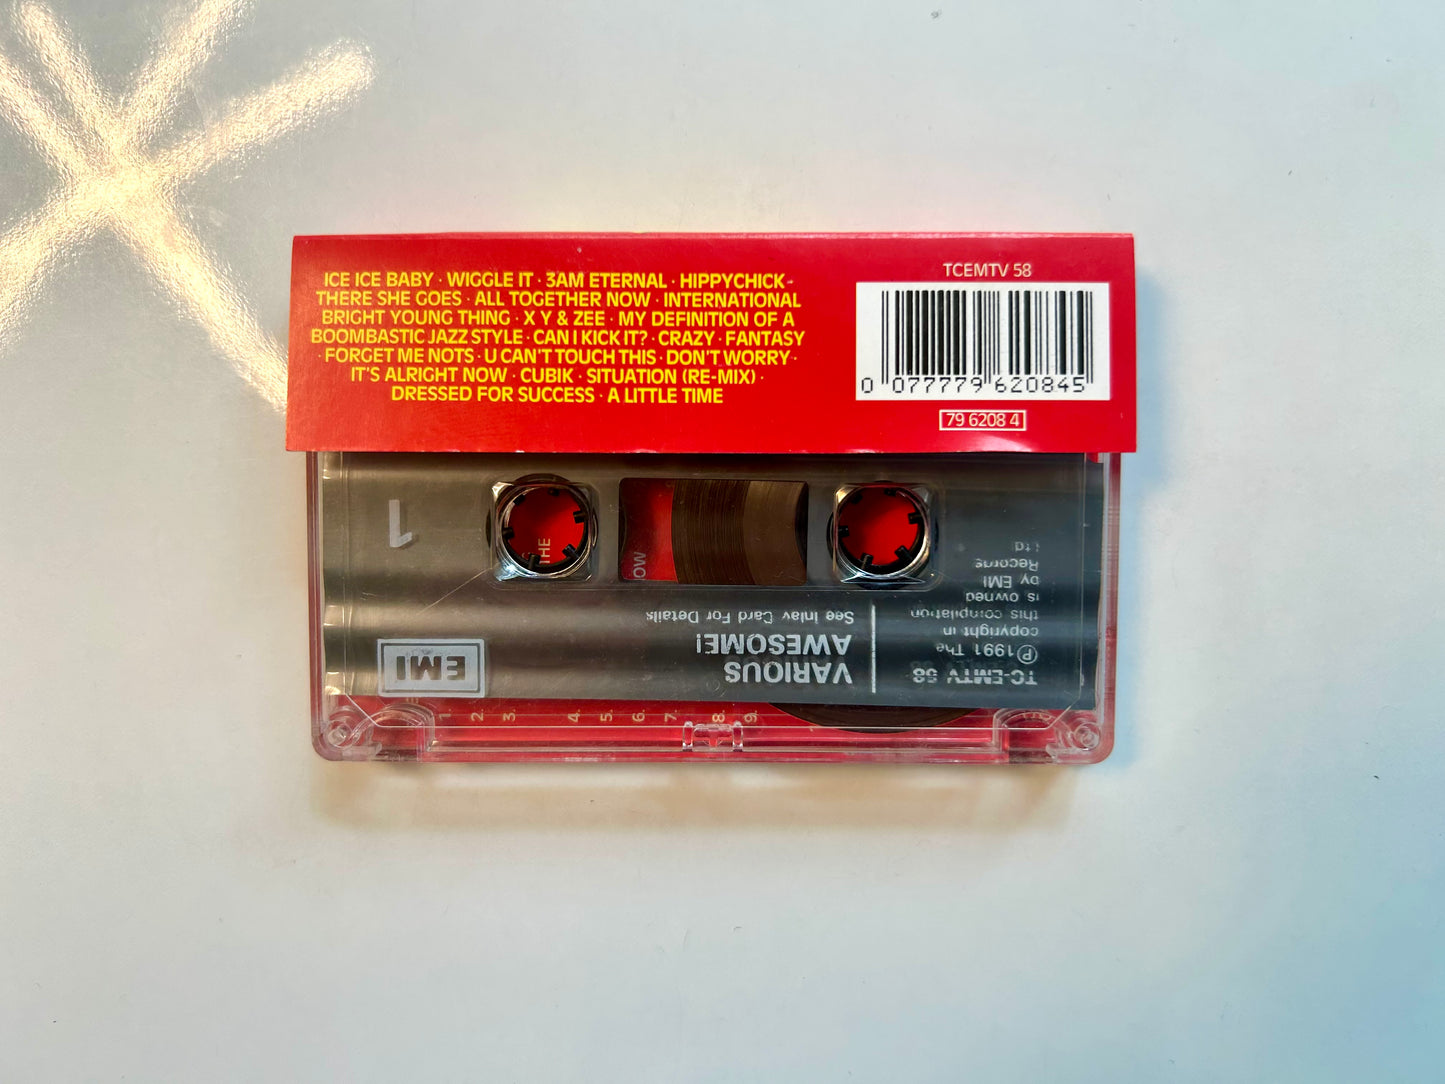 ICE ICE BABY · WIGGLE IT · 3AM ETERNAL · HIPPYCHICK ·
THERE SHE GOES · ALL TOGETHER NOW · INTERNATIONAL
BRIGHT YOUNG THING · X Y & ZEE · MY DEFINITION OF A
BOOMBASTIC JAZZ STYLE · CAN I KICK IT? · CRAZY · FANTASY
· FORGET ME NOTS · U CAN'T TOUCH THIS · DON'T WORRY ·
IT'S ALRIGHT NOW · CUBIK · SITUATION (RE-MIX) ·
DRESSED FOR SUCCESS · A LITTLE TIME
TCEMTV 58
0 077779 620845
79 6208 4
1
THE
OW
EMI
VARIOUS
AWESOME!
See Inlay Card For Details
TC-EMTV 58
℗ 1991 The
copyright in
this compilation
is owned
by EMI
Records
Ltd
1. 2. 3. 4. 5. 6. 7. 8. 9.